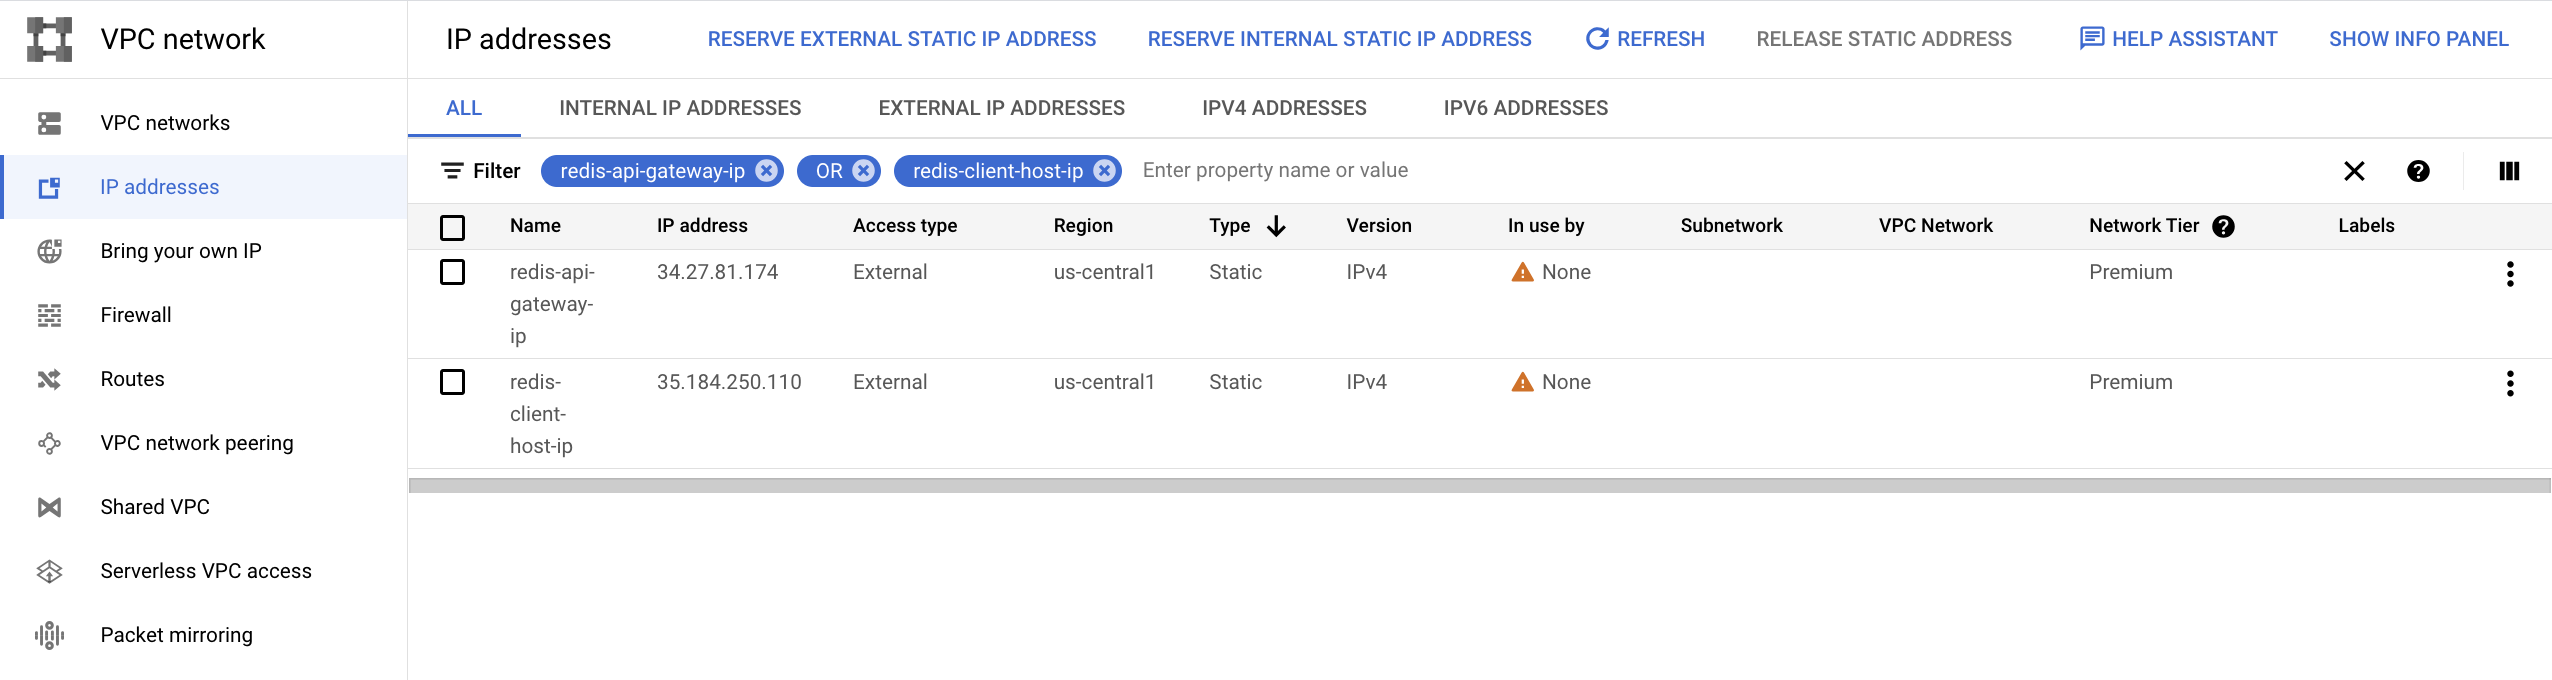 VPC network
IP addresses
RESERVE EXTERNAL STATIC IP ADDRESS
RESERVE INTERNAL STATIC IP ADDRESS
REFRESH
RELEASE STATIC ADDRESS
HELP ASSISTANT
SHOW INFO PANEL
VPC networks
IP addresses
Bring your own IP
Firewall
Routes
VPC network peering
Shared VPC
Serverless VPC access
Packet mirroring
ALL INTERNAL IP ADDRESSES EXTERNAL IP ADDRESSES IPV4 ADDRESSES IPV6 ADDRESSES
Filter redis-api-gateway-ip OR redis-client-host-ip Enter property name or value
Name IP address Access type Region Type Version In use by Subnetwork VPC Network Network Tier Labels
redis-api- 34.27.81.174 External us-central1 Static IPv4 None Premium
gateway-
ip
redis- 35.184.250.110 External us-central1 Static IPv4 None Premium
client-
host-ip